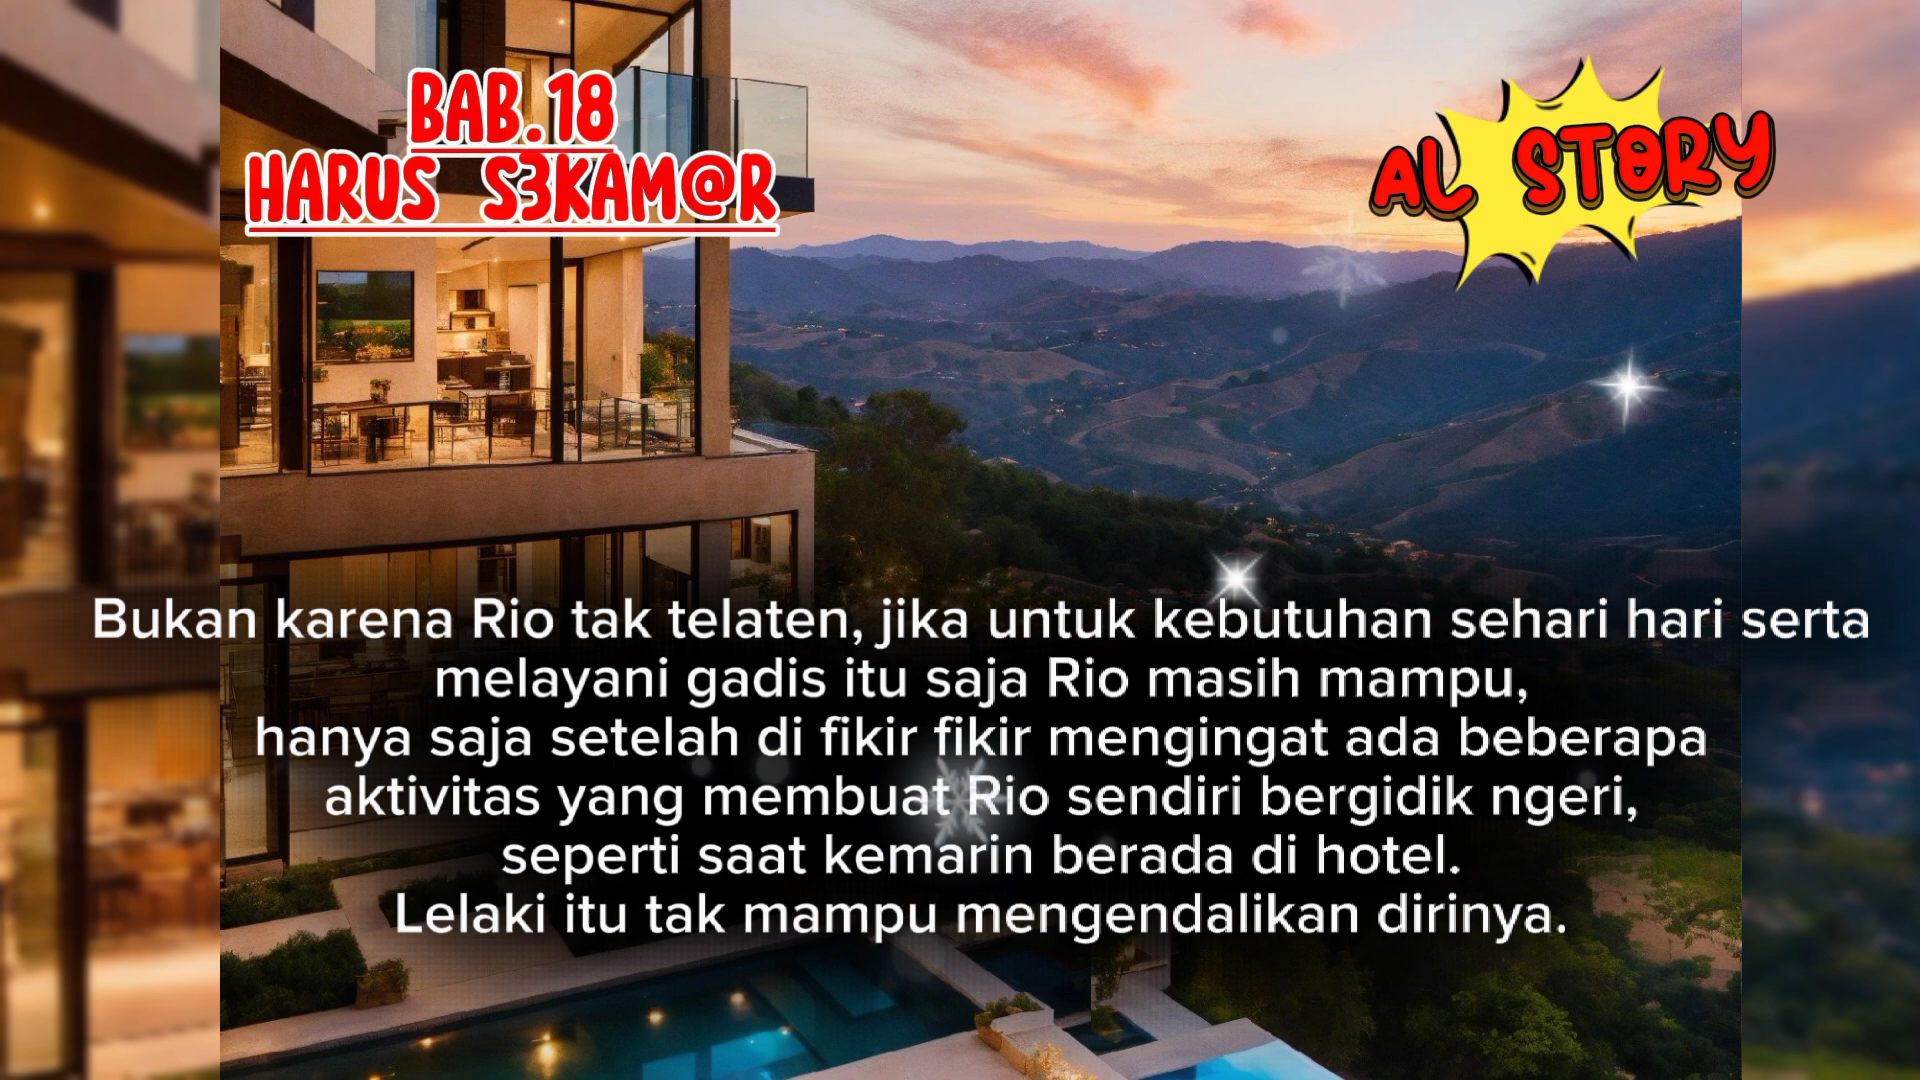 BAB.18
HARUS S3KAM@R
AL STORY
Bukan karena Rio tak telaten, jika untuk kebutuhan sehari hari serta
melayani gadis itu saja Rio masih mampu,
hanya saja setelah di fikir fikir mengingat ada beberapa
aktivitas yang membuat Rio sendiri bergidik ngeri,
seperti saat kemarin berada di hotel.
Lelaki itu tak mampu mengendalikan dirinya.